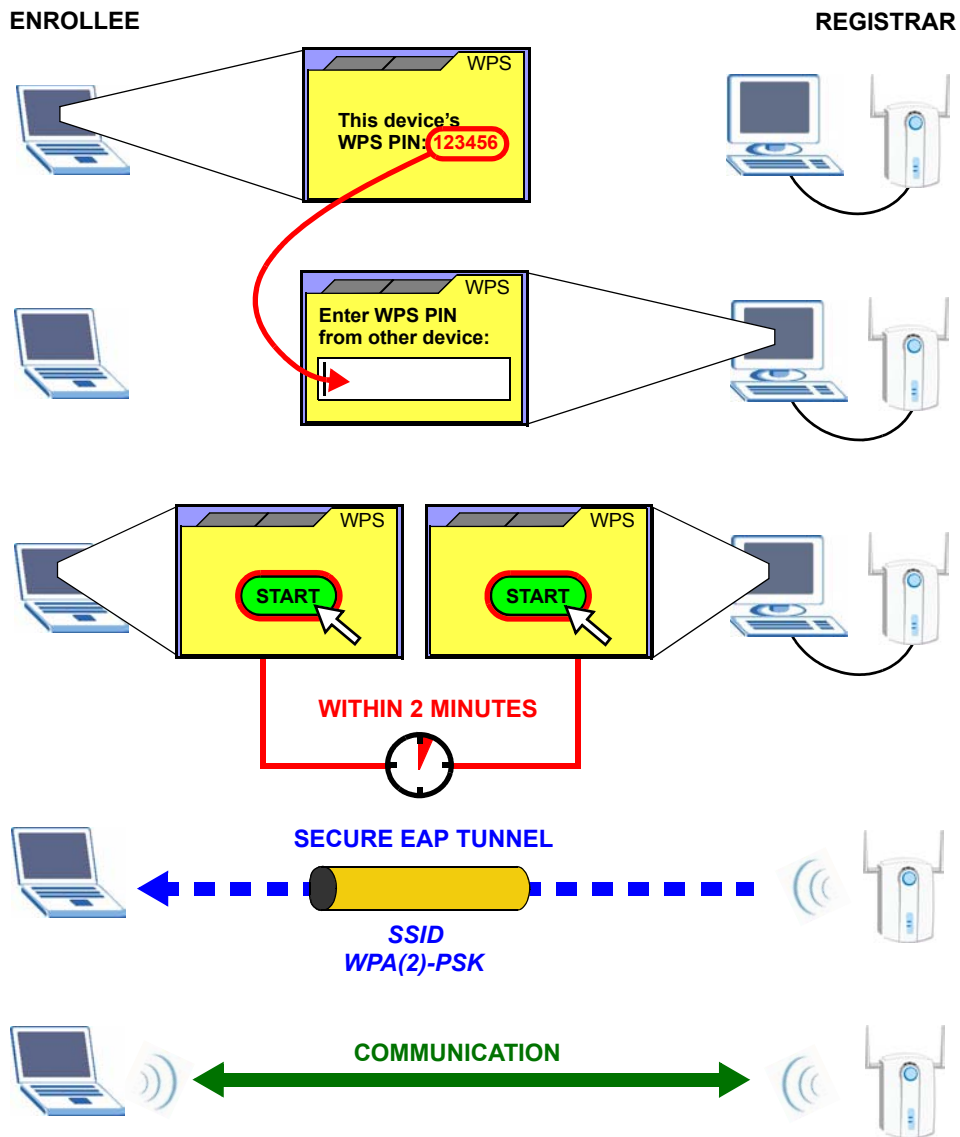 ENROLLEE
REGISTRAR
WPS
This device's
WPS PIN: 123456
WPS
Enter WPS PIN
from other device:
WPS
WPS
START
START
WITHIN 2 MINUTES
SECURE EAP TUNNEL
SSID
WPA(2)-PSK
COMMUNICATION